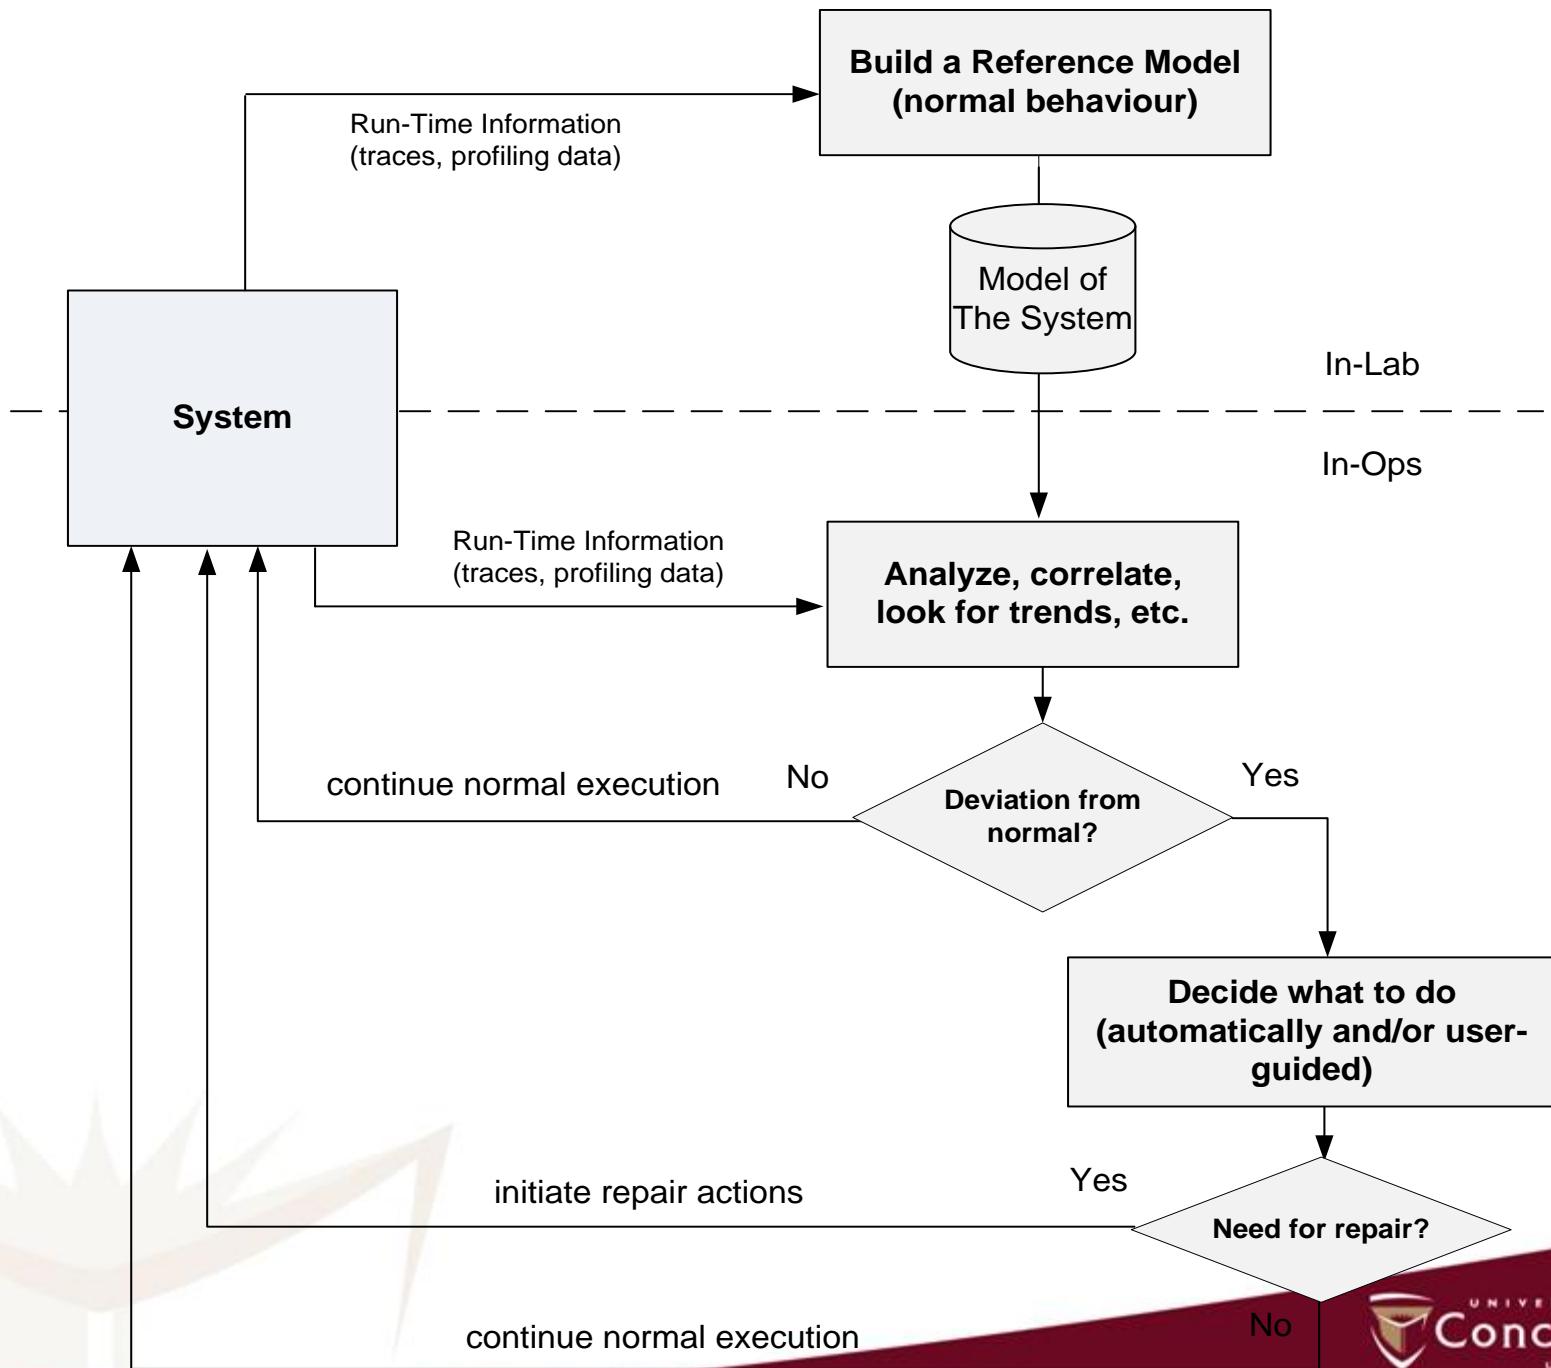 Build a Reference Model
(normal behaviour)
Run-Time Information
(traces, profiling data)
Model of
The System
In-Lab
System
In-Ops
Run-Time Information
(traces, profiling data)
Analyze, correlate,
look for trends, etc.
continue normal execution
No
Yes
Deviation from
normal?
Decide what to do
(automatically and/or user-
guided)
initiate repair actions
Yes
Need for repair?
continue normal execution
No
UNIVE
Conc